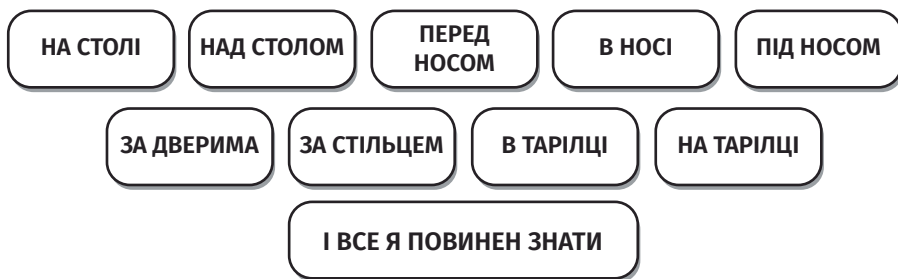 НА СТОЛІ
НАД СТОЛОМ
ПЕРЕД
НОСОМ
В НОСІ
ПІД НОСОМ
ЗА ДВЕРИМА
ЗА СТІЛЬЦЕМ
В ТАРІЛЦІ
НА ТАРІЛЦІ
І ВСЕ Я ПОВИНЕН ЗНАТИ